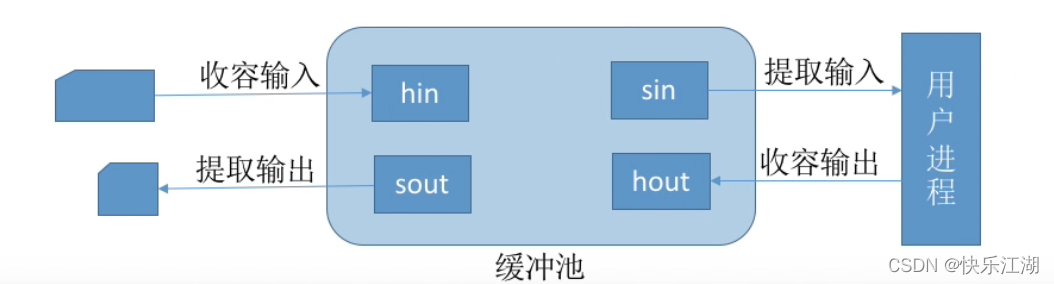 收容输入
hin
sin
提取输入
用户进程
提取输出
sout
hout
收容输出
缓冲池
CSDN @快乐江湖